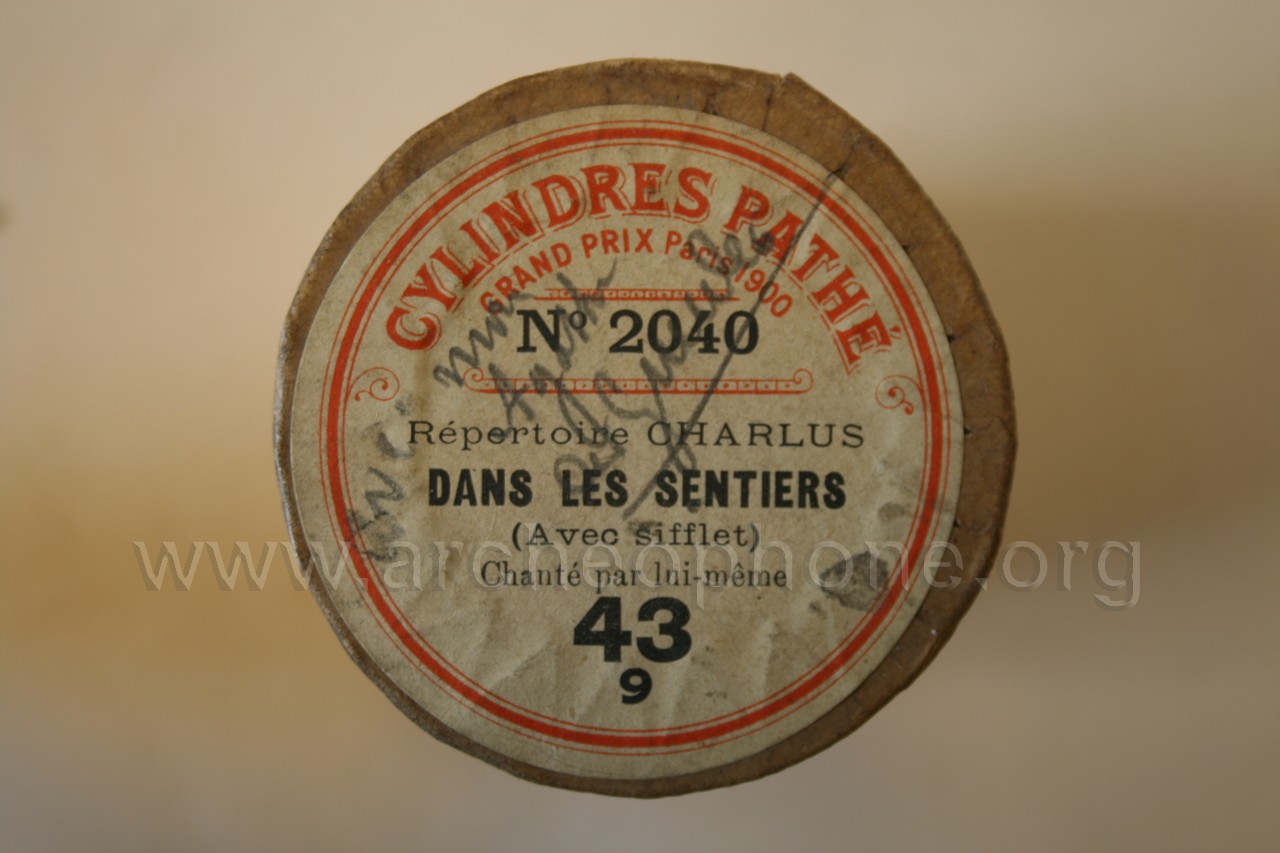 CYLINDRES PATHÉ
GRAND PRIX Paris 1900
Nº 2040
Répertoire CHARLUS
DANS LES SENTIERS
(Avec sifflet)
Chanté par lui-même
43
9
www.archeophone.org